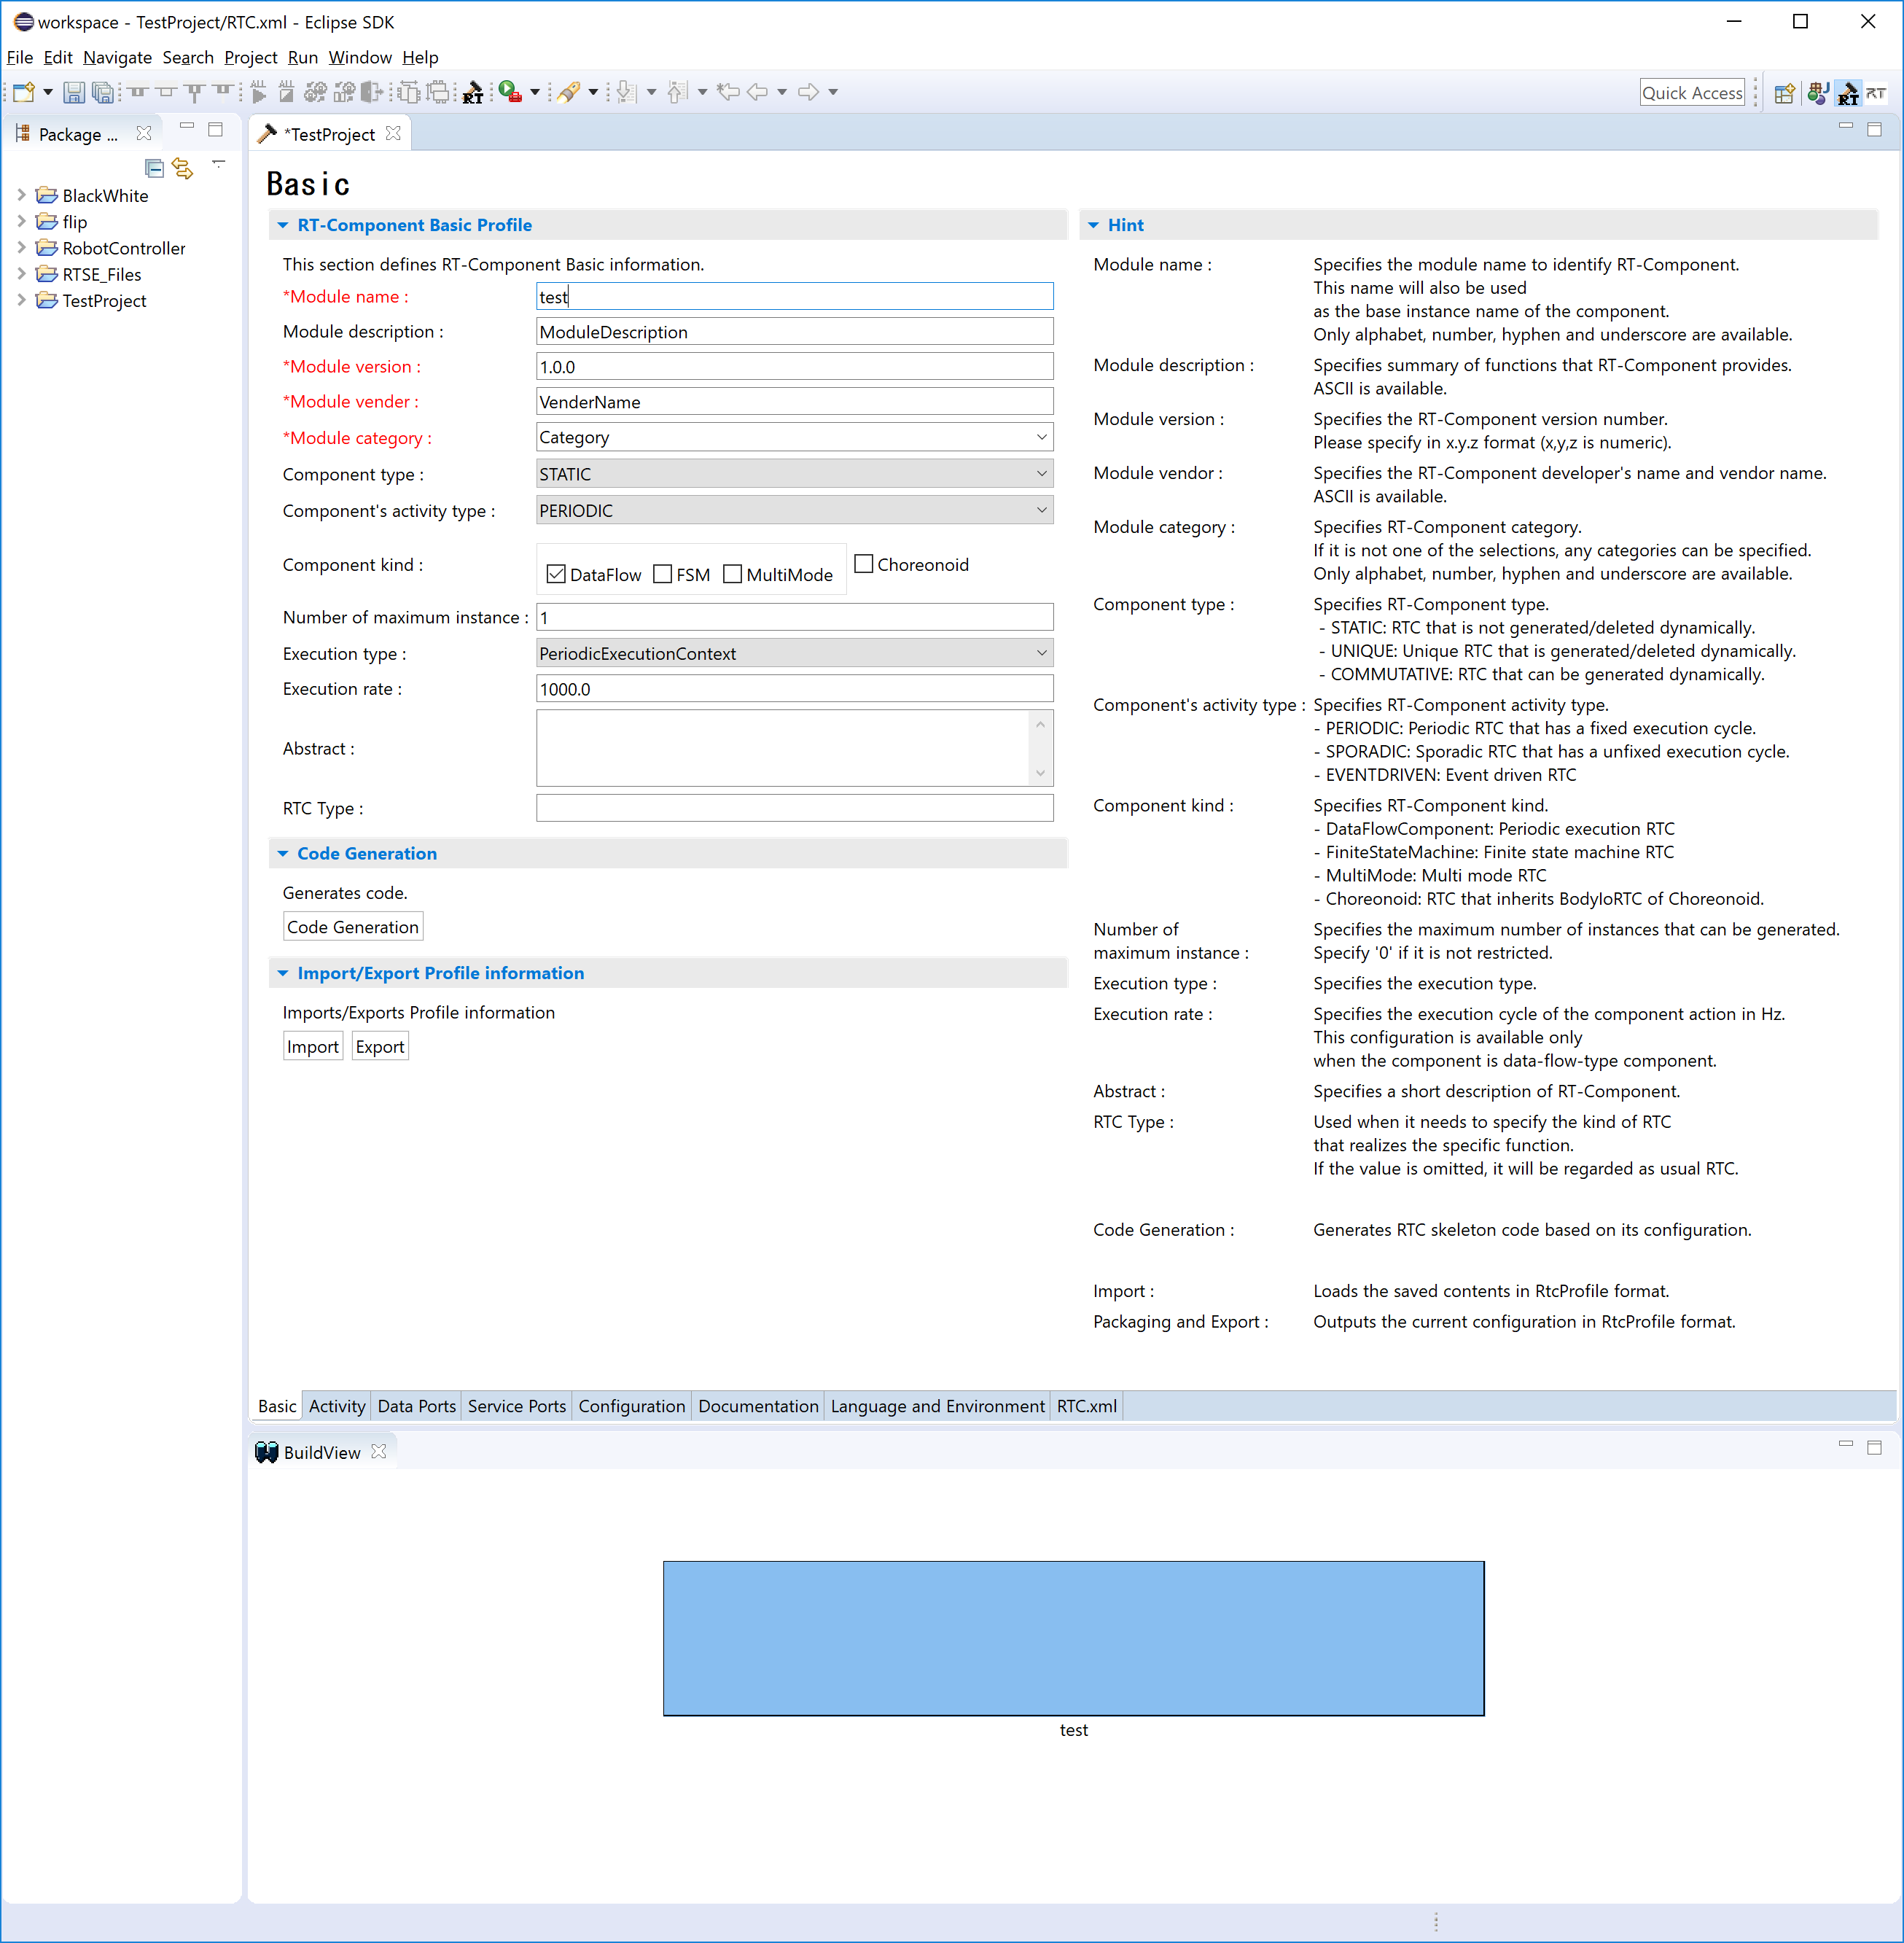 workspace - TestProject/RTC.xml - Eclipse SDK
File Edit Navigate Search Project Run Window Help
Quick Access
Package ...
BlackWhite
flip
RobotController
RTSE_Files
TestProject
*TestProject
Basic
RT-Component Basic Profile
This section defines RT-Component Basic information.
*Module name : test
Module description : ModuleDescription
*Module version : 1.0.0
*Module vender : VenderName
*Module category : Category
Component type : STATIC
Component's activity type : PERIODIC
Component kind : DataFlow FSM MultiMode Choreonoid
Number of maximum instance : 1
Execution type : PeriodicExecutionContext
Execution rate : 1000.0
Abstract :
RTC Type :
Code Generation
Generates code.
Code Generation
Import/Export Profile information
Imports/Exports Profile information
Import Export
Hint
Module name : Specifies the module name to identify RT-Component.
This name will also be used
as the base instance name of the component.
Only alphabet, number, hyphen and underscore are available.
Module description : Specifies summary of functions that RT-Component provides.
ASCII is available.
Module version : Specifies the RT-Component version number.
Please specify in x.y.z format (x,y,z is numeric).
Module vendor : Specifies the RT-Component developer's name and vendor name.
ASCII is available.
Module category : Specifies RT-Component category.
If it is not one of the selections, any categories can be specified.
Only alphabet, number, hyphen and underscore are available.
Component type : Specifies RT-Component type.
- STATIC: RTC that is not generated/deleted dynamically.
- UNIQUE: Unique RTC that is generated/deleted dynamically.
- COMMUTATIVE: RTC that can be generated dynamically.
Component's activity type : Specifies RT-Component activity type.
- PERIODIC: Periodic RTC that has a fixed execution cycle.
- SPORADIC: Sporadic RTC that has a unfixed execution cycle.
- EVENTDRIVEN: Event driven RTC
Component kind : Specifies RT-Component kind.
- DataFlowComponent: Periodic execution RTC
- FiniteStateMachine: Finite state machine RTC
- MultiMode: Multi mode RTC
- Choreonoid: RTC that inherits BodyIoRTC of Choreonoid.
Number of Specifies the maximum number of instances that can be generated.
maximum instance : Specify '0' if it is not restricted.
Execution type : Specifies the execution type.
Execution rate : Specifies the execution cycle of the component action in Hz.
This configuration is available only
when the component is data-flow-type component.
Abstract : Specifies a short description of RT-Component.
RTC Type : Used when it needs to specify the kind of RTC
that realizes the specific function.
If the value is omitted, it will be regarded as usual RTC.
Code Generation : Generates RTC skeleton code based on its configuration.
Import : Loads the saved contents in RtcProfile format.
Packaging and Export : Outputs the current configuration in RtcProfile format.
Basic Activity Data Ports Service Ports Configuration Documentation Language and Environment RTC.xml
BuildView
test